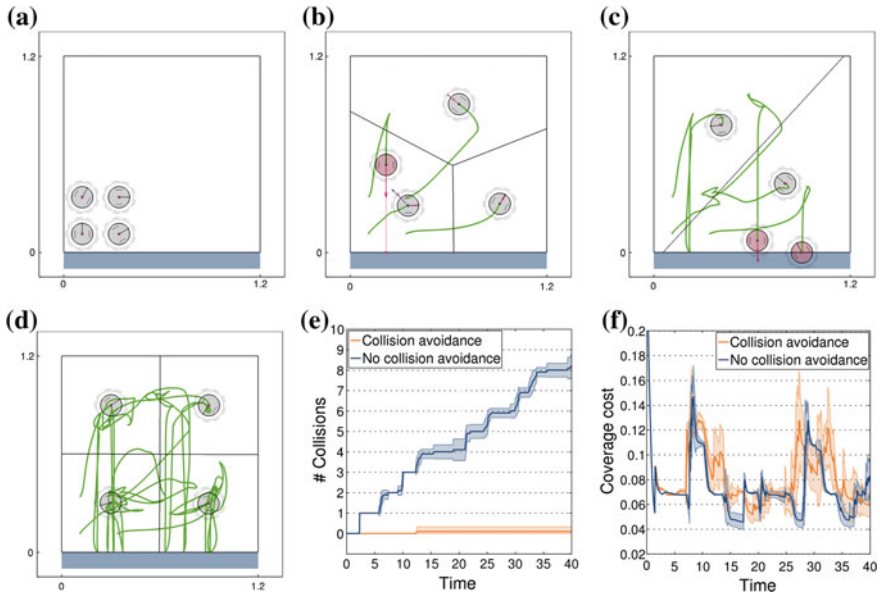 (a)
1.2
0
0
1.2
(b)
1.2
0
0
1.2
(c)
1.2
0
0
1.2
(d)
1.2
0
0
1.2
(e)
Collision avoidance
No collision avoidance
# Collisions
10
9
8
7
6
5
4
3
2
1
0
0 5 10 15 20 25 30 35 40
Time
(f)
Collision avoidance
No collision avoidance
Coverage cost
0.2
0.18
0.16
0.14
0.12
0.1
0.08
0.06
0.04
0.02
0 5 10 15 20 25 30 35 40
Time